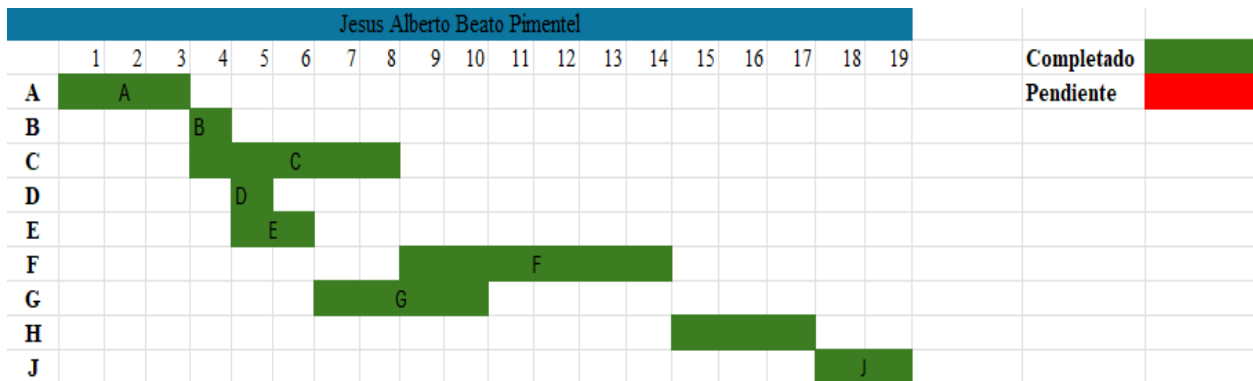 Jesus Alberto Beato Pimentel
1 2 3 4 5 6 7 8 9 10 11 12 13 14 15 16 17 18 19 Completado
A A Pendiente
B B
C C
D D
E E
F F
G G
H
J J